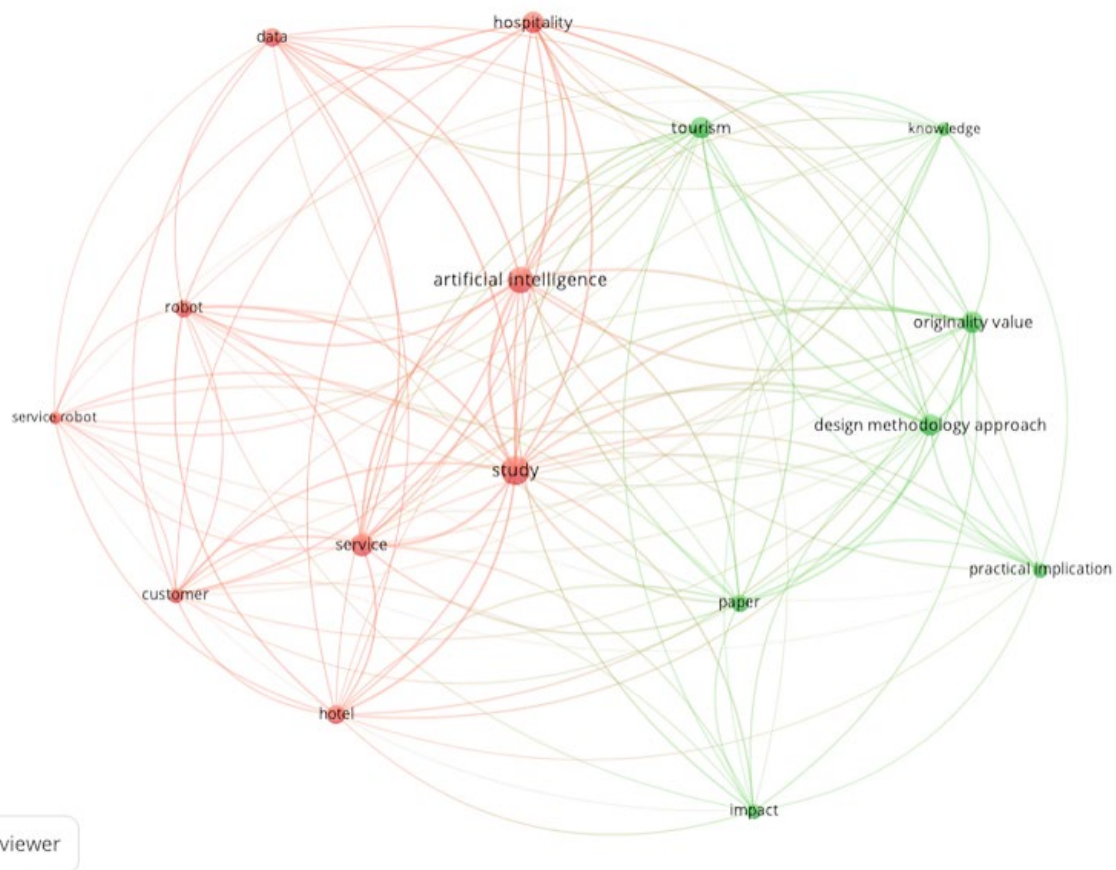 hospitality
data
tourism
knowledge
artificial intelligence
robot
originality value
service robot
design methodology approach
study
service
practical implication
customer
paper
hotel
impact
viewer